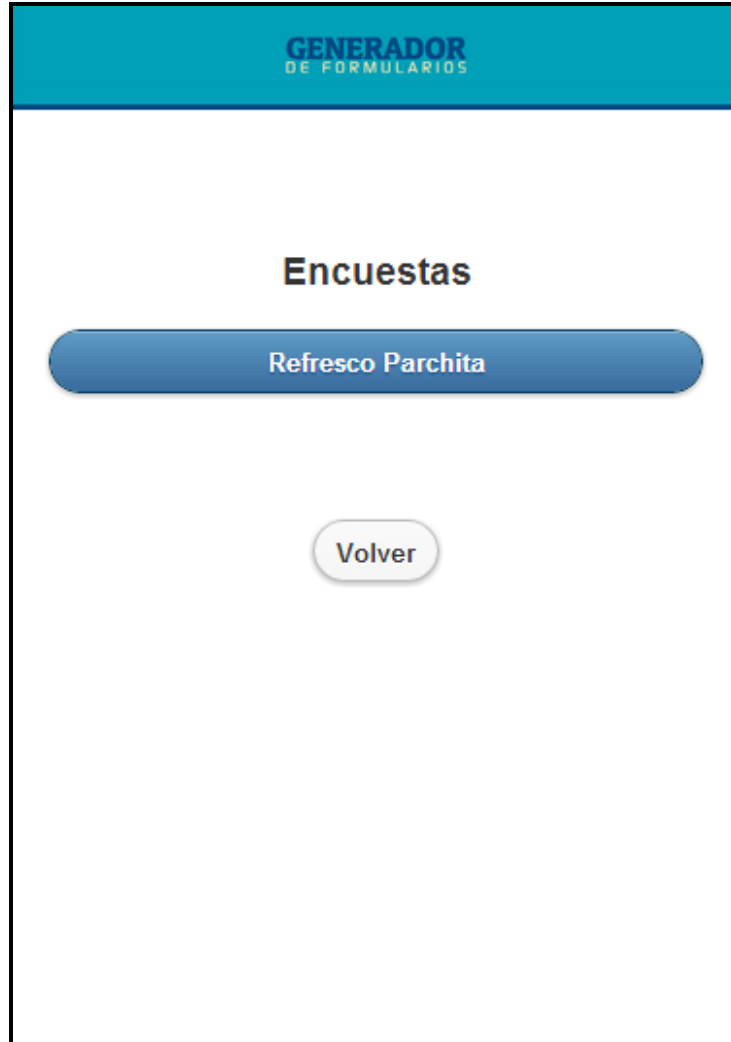 GENERADOR
DE FORMULARIOS
Encuestas
Refresco Parchita
Volver